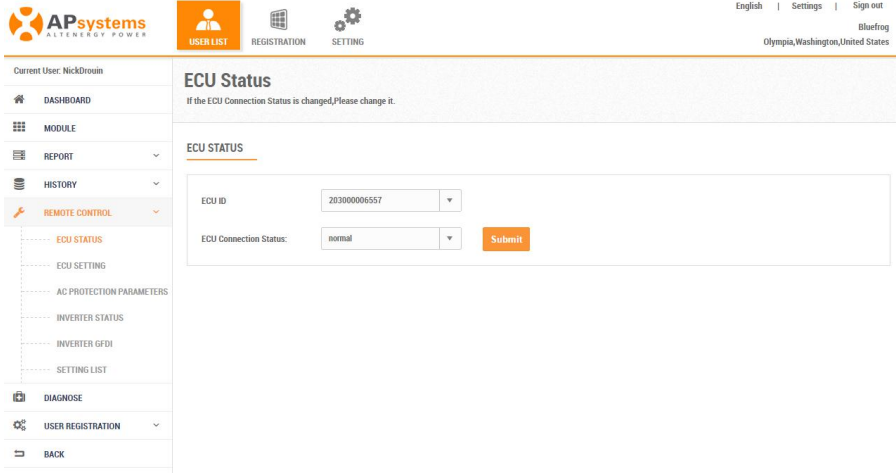 English | Settings | Sign out
APsystems
ALTENERGY POWER
USER LIST
REGISTRATION
SETTING
Bluefrog
Olympia,Washington,United States
Current User: NickDrouin
DASHBOARD
MODULE
REPORT
HISTORY
REMOTE CONTROL
ECU STATUS
ECU SETTING
AC PROTECTION PARAMETERS
INVERTER STATUS
INVERTER GFDI
SETTING LIST
DIAGNOSE
USER REGISTRATION
BACK
ECU Status
If the ECU Connection Status is changed,Please change it.
ECU STATUS
ECU ID 203000006557
ECU Connection Status: normal Submit